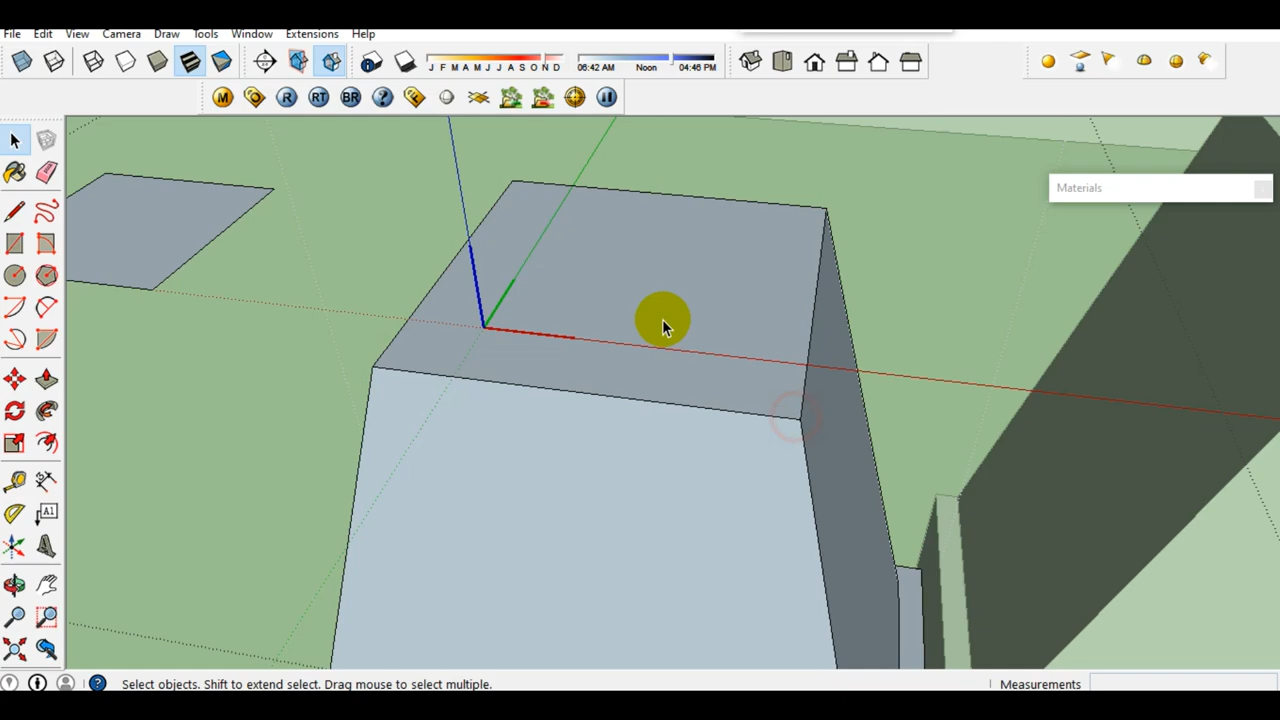 File Edit View Camera Draw Tools Window Extensions Help
J F M A M J J A S O N D 06:42 AM Noon 04:46 PM
M R RT BR ?
Materials
A1
Select objects. Shift to extend select. Drag mouse to select multiple. Measurements